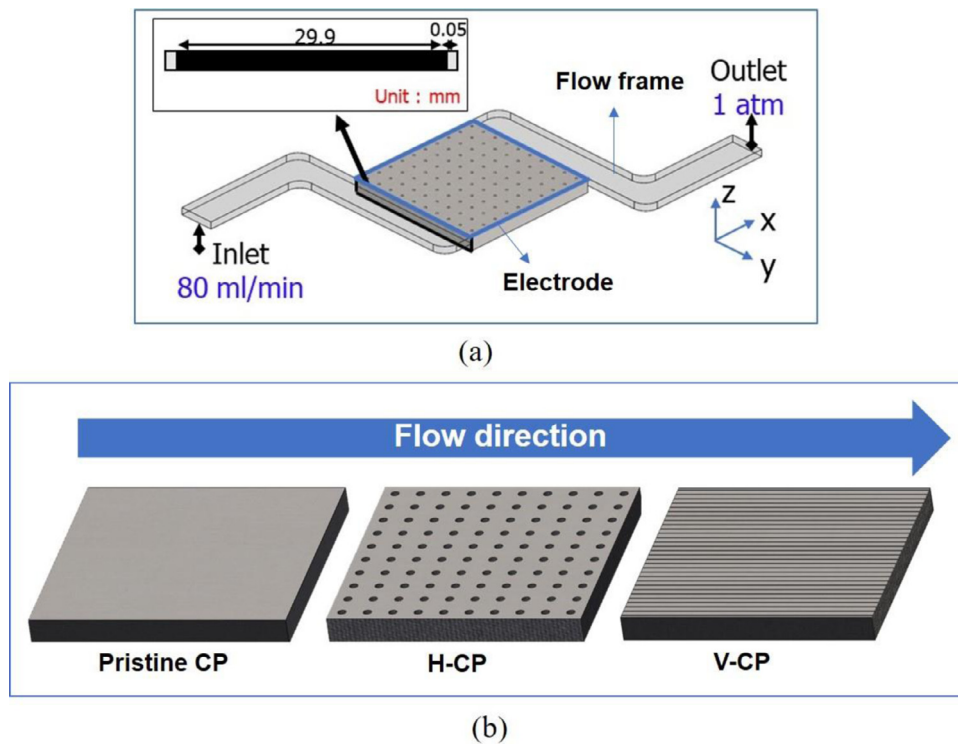 29.9
0.05
Unit : mm
Flow frame
Outlet
1 atm
z
x
y
Inlet
80 ml/min
Electrode
(a)
Flow direction
Pristine CP
H-CP
V-CP
(b)